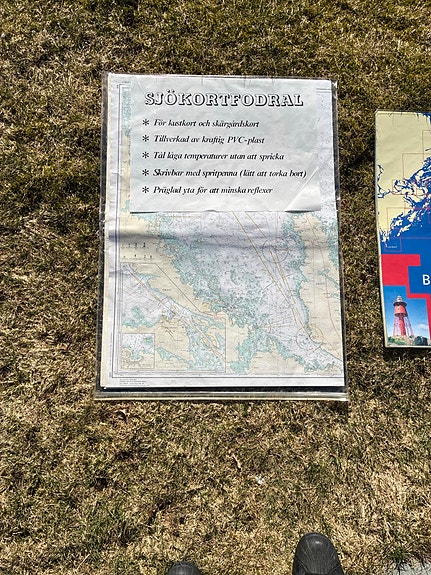 SJÖKORTFODRAL
* För kustkort och skärgårdskort
* Tillverkad av kraftig PVC-plast
* Tål låga temperaturer utan att spricka
* Skrivbar med spritpenna (lätt att torka bort)
* Präglad yta för att minska reflexer
B